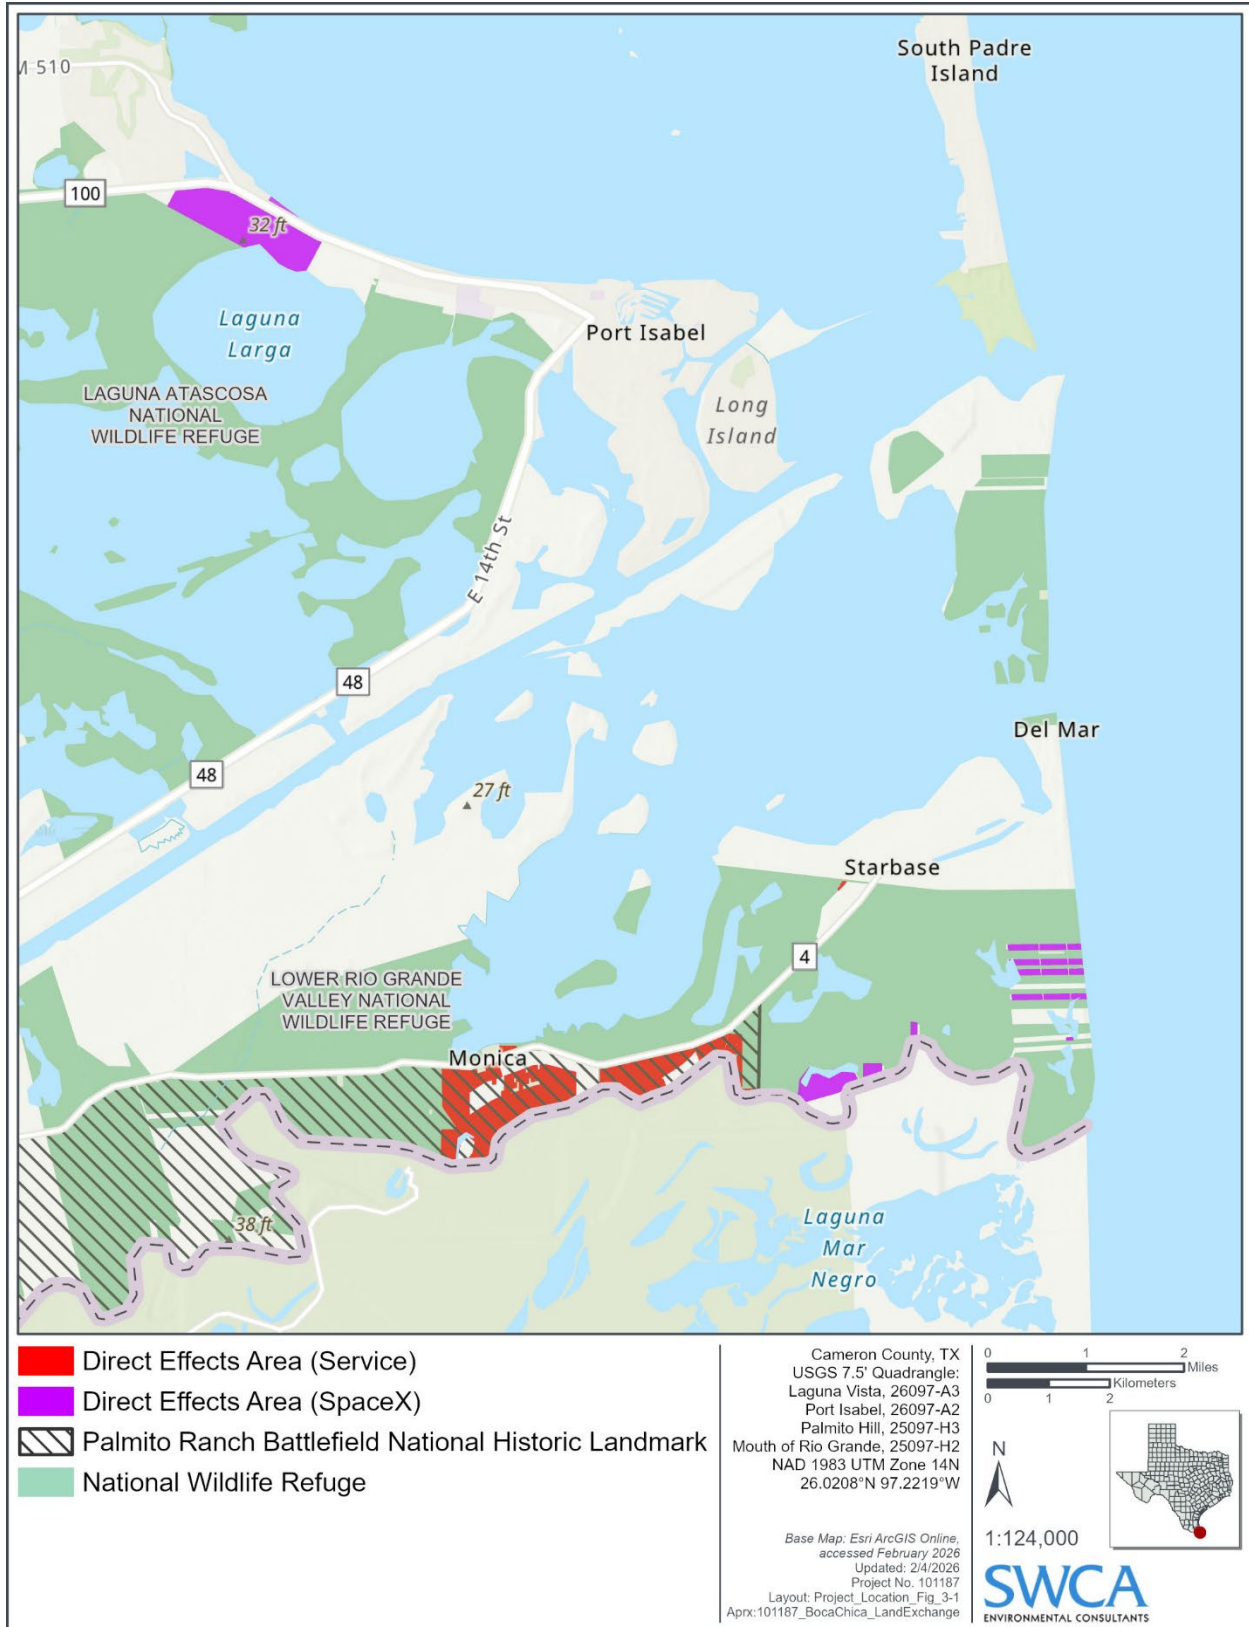 South Padre
Island
M 510
100
32 ft
Laguna
Larga
Port Isabel
LAGUNA ATASCOSA
NATIONAL
WILDLIFE REFUGE
Long
Island
E 14th St
48
Del Mar
48
27 ft
Starbase
4
LOWER RIO GRANDE
VALLEY NATIONAL
WILDLIFE REFUGE
Monica
38 ft
Laguna
Mar
Negro
Direct Effects Area (Service)
Direct Effects Area (SpaceX)
Palmito Ranch Battlefield National Historic Landmark
National Wildlife Refuge
Cameron County, TX
USGS 7.5' Quadrangle:
Laguna Vista, 26097-A3
Port Isabel, 26097-A2
Palmito Hill, 25097-H3
Mouth of Rio Grande, 25097-H2
NAD 1983 UTM Zone 14N
26.0208°N 97.2219°W
Base Map: Esri ArcGIS Online,
accessed February 2026
Updated: 2/4/2026
Project No. 101187
Layout: Project_Location_Fig_3-1
Aprx:101187_BocaChica_LandExchange
0 1 2
Miles
Kilometers
0 1 2
N
1:124,000
SWCA
ENVIRONMENTAL CONSULTANTS